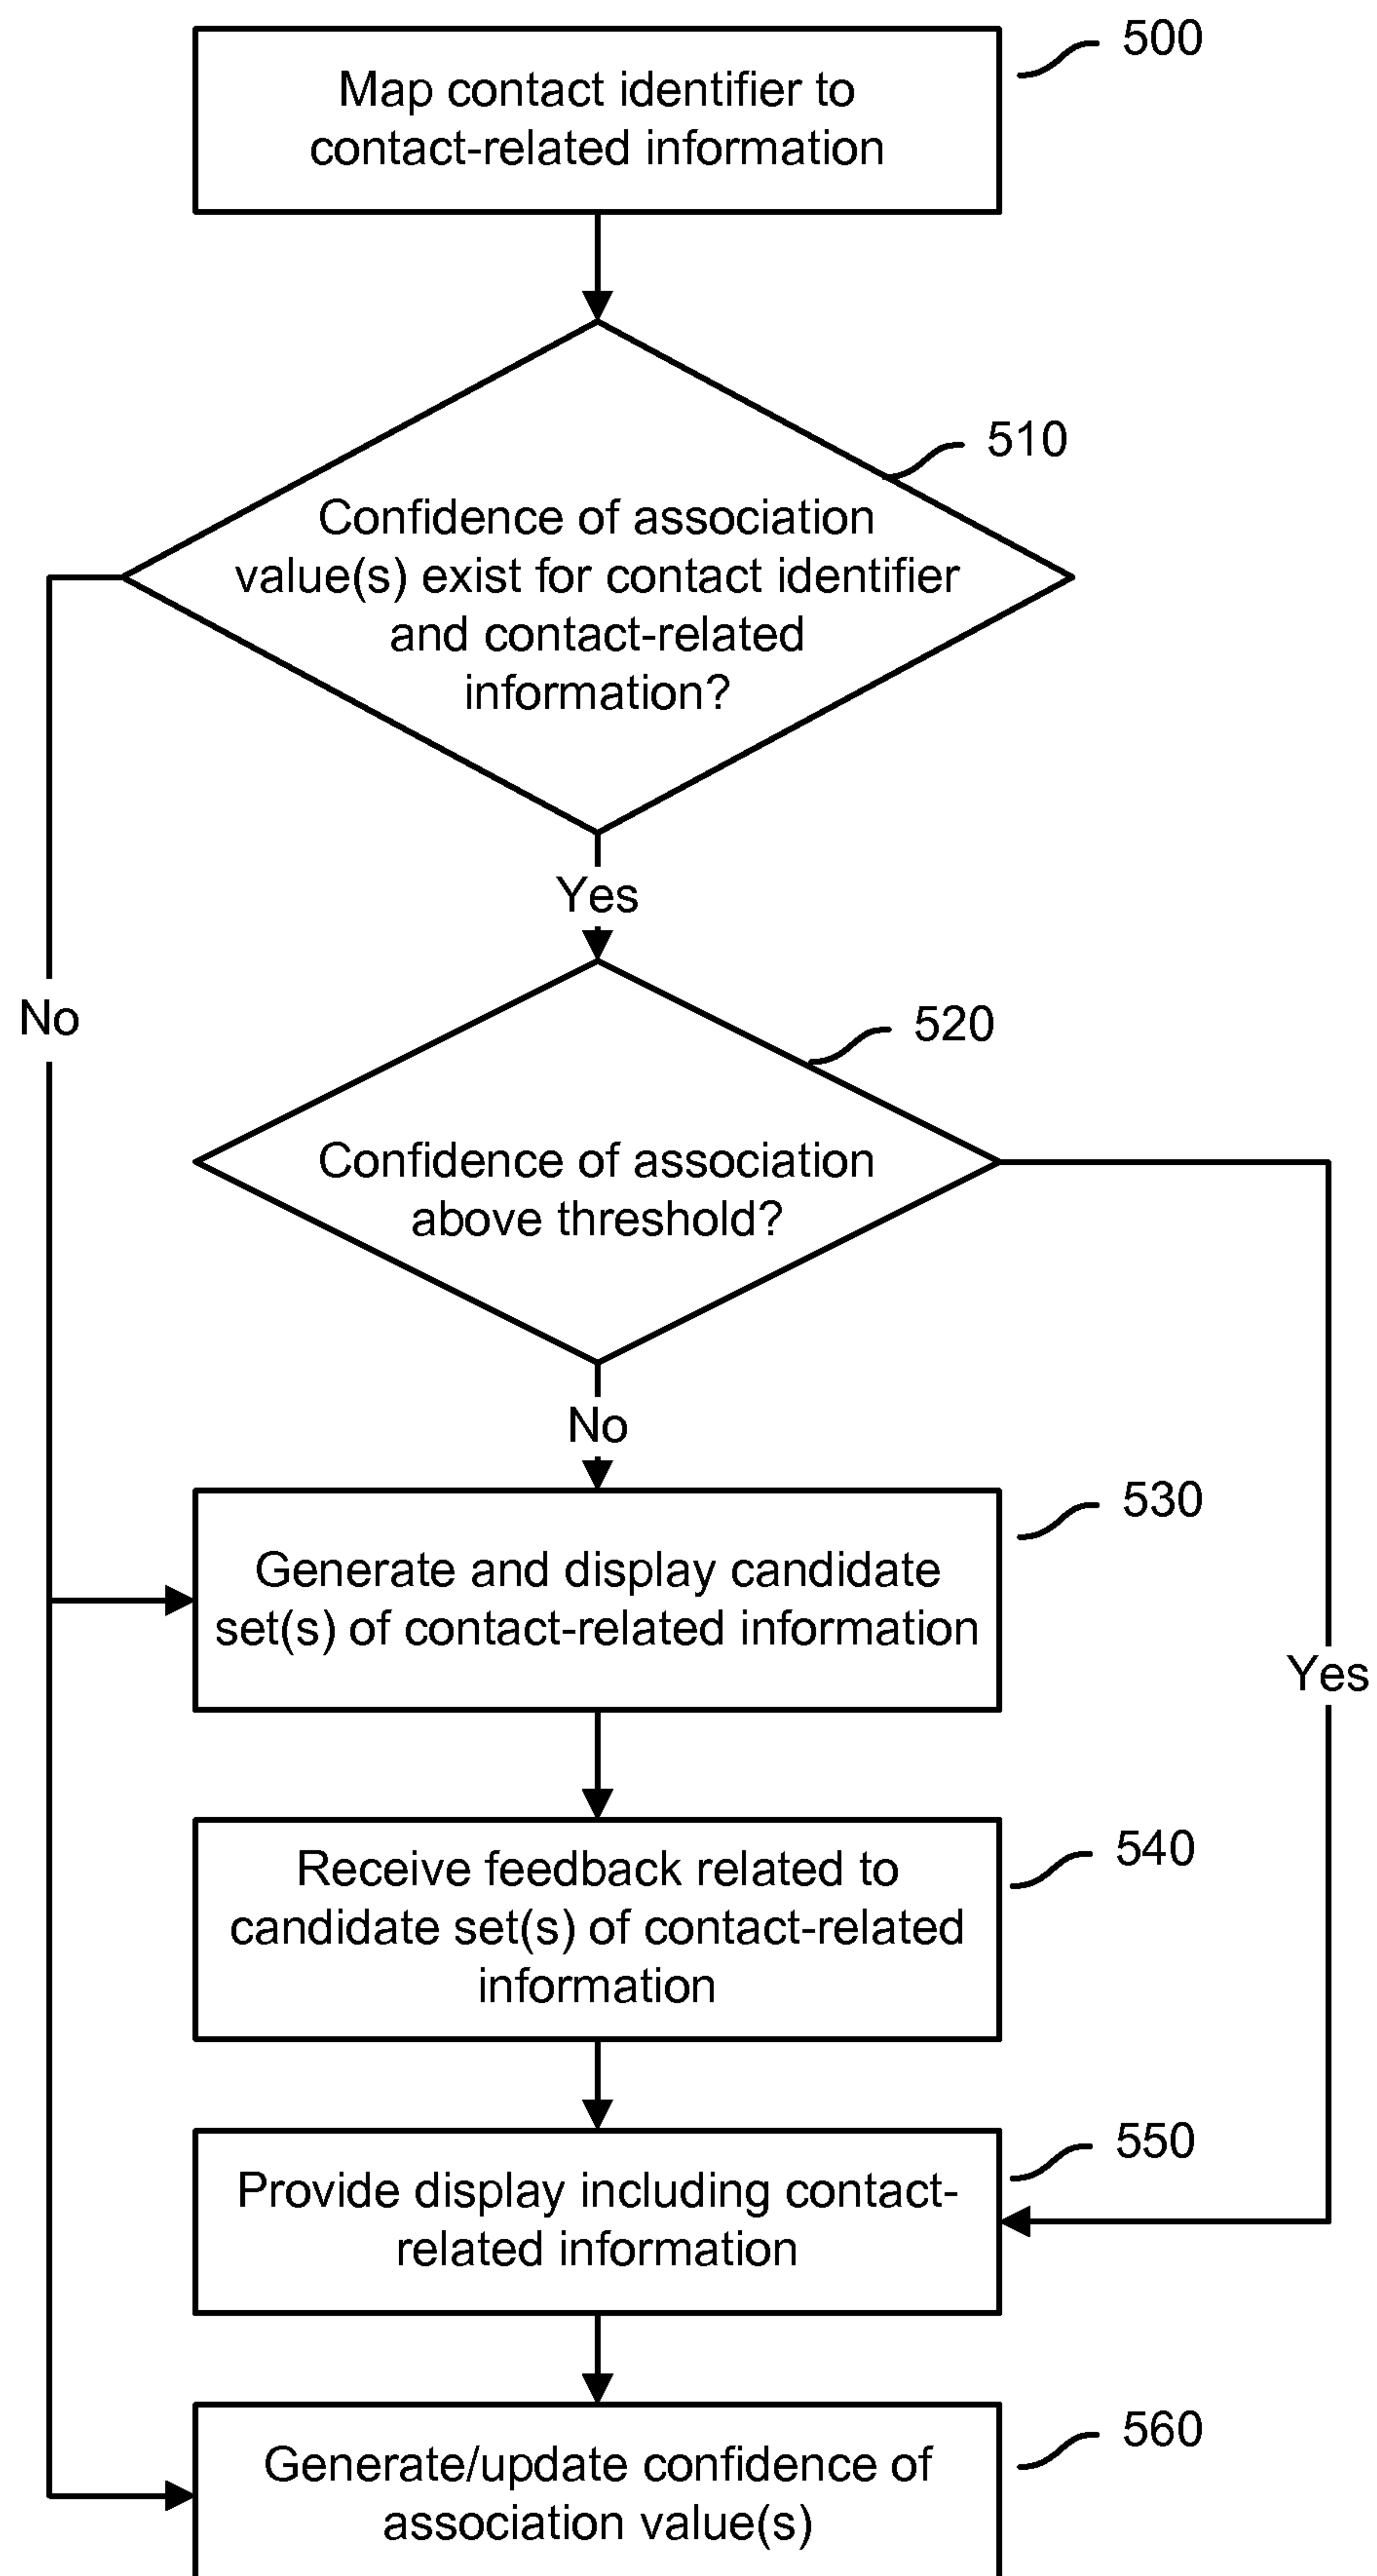 500
Map contact identifier to
contact-related information
510
Confidence of association
value(s) exist for contact identifier
and contact-related
information?
Yes
No
520
Confidence of association
above threshold?
No
530
Generate and display candidate
set(s) of contact-related information
Yes
540
Receive feedback related to
candidate set(s) of contact-related
information
550
Provide display including contact-
related information
560
Generate/update confidence of
association value(s)